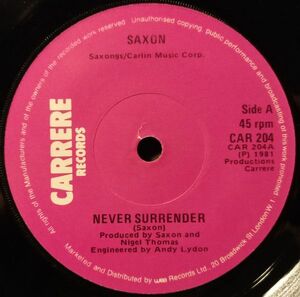 SAXON
Saxongs/Carlin Music Corp.
CARRERE
RECORDS
Side A
45 rpm
CAR 204
CAR 204A
(P) 1981
Productions
Carrere
NEVER SURRENDER
(Saxon)
Produced by Saxon and
Nigel Thomas
Engineered by Andy Lydon
All rights of the Manufacturers and of the owners of the recorded work reserved. Unauthorised copying, public performance and broadcasting of this work prohibited
Marketed and Distributed by wea Records Ltd. 20 Broadwick St London W.1